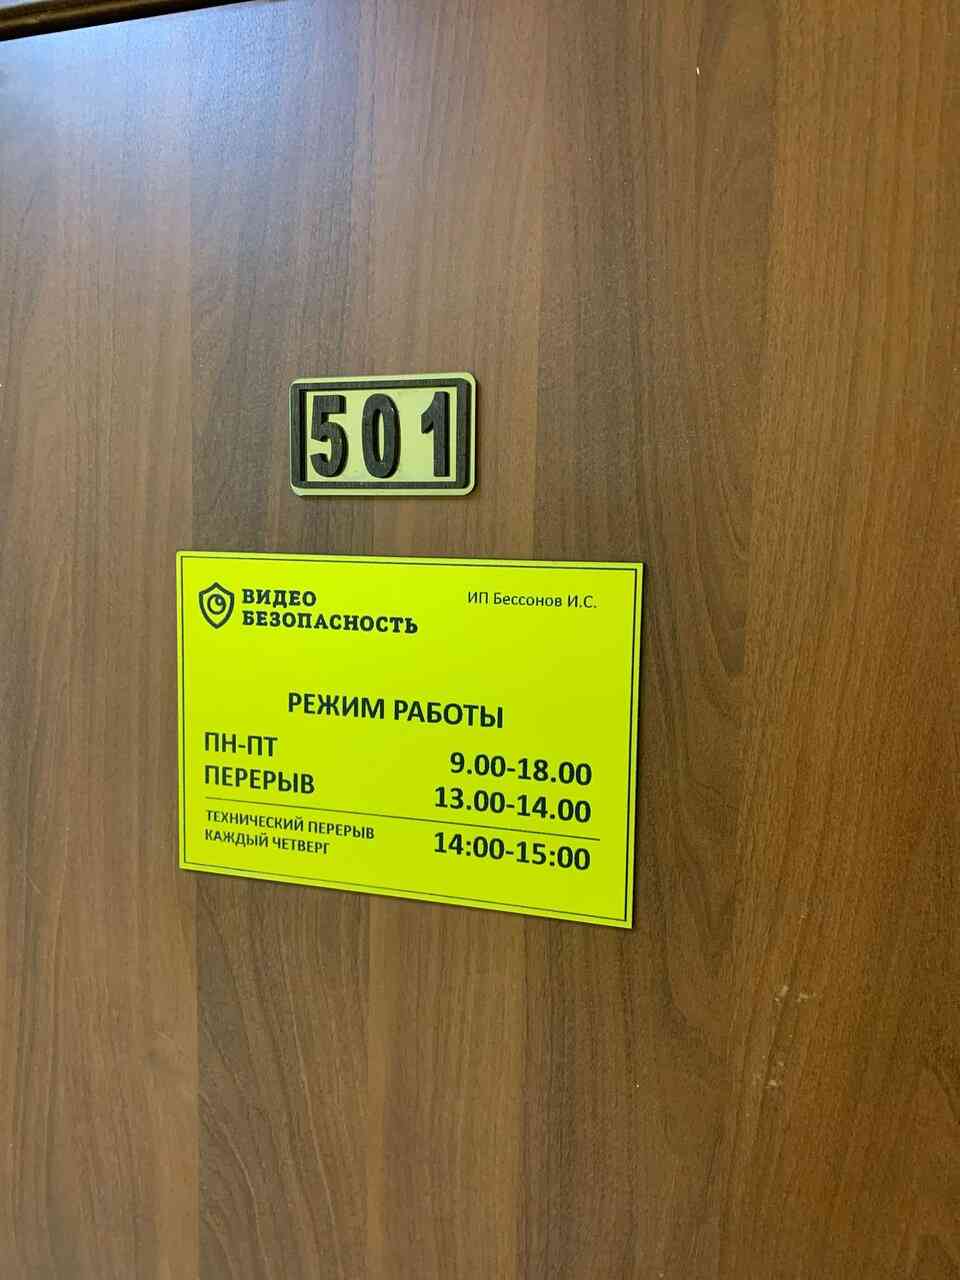 501
ВИДЕО
БЕЗОПАСНОСТЬ
ИП Бессонов И.С.
РЕЖИМ РАБОТЫ
ПН-ПТ 9.00-18.00
ПЕРЕРЫВ 13.00-14.00
ТЕХНИЧЕСКИЙ ПЕРЕРЫВ
КАЖДЫЙ ЧЕТВЕРГ 14:00-15:00